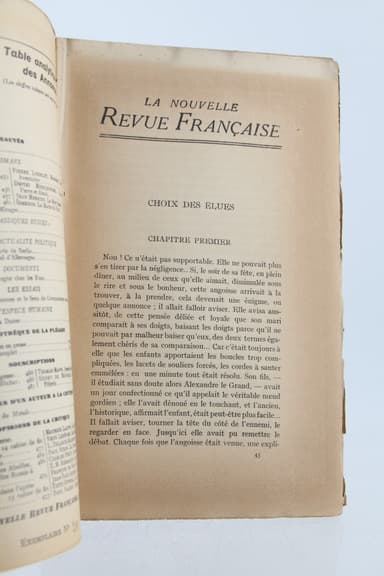 Table analytique
des Annonces
ROMANS
ACTUALITÉ POLITIQUE
DOCUMENTS
LES ESSAIS
L'ESPÈCE HUMAINE
SOUSCRIPTIONS
EXEMPLAIRE N°
LA NOUVELLE
REVUE FRANÇAISE
CHOIX DES ÉLUES
CHAPITRE PREMIER
Non ! Ce n'était pas supportable. Elle ne pouvait plus
s'en tirer par la négligence.. Si, le soir de sa fête, en plein
dîner, au milieu de ceux qu'elle aimait, dissimulée sous
le rire et sous le bonheur, cette angoisse arrivait à la
trouver, à la prendre, cela devenait une énigme, ou
quelque annonce ; il allait falloir aviser. Elle avisa aus-
sitôt, de cette pensée déliée et loyale que son mari
comparait à ses doigts, baisant les doigts parce qu'il ne
pouvait par malheur baiser qu'eux, des deux termes éga-
lement chéris de sa comparaison... Car c'était toujours à
elle que les enfants apportaient les boucles trop com-
pliquées, les lacets de souliers forcés, les cordes à sauter
emmêlées : en une minute tout était résolu. Son fils, —
il étudiait sans doute alors Alexandre le Grand, — avait
un jour confectionné ce qu'il appelait le véritable nœud
gordien ; elle l'avait dénoué en le touchant, et l'ancien,
l'historique, affirmait l'enfant, était peut-être plus facile...
Il fallait aviser, tourner la tête du côté de l'ennemi, le
regarder en face. Jusqu'ici elle avait pu remettre le
débat. Chaque fois que l'angoisse était venue, une expli-